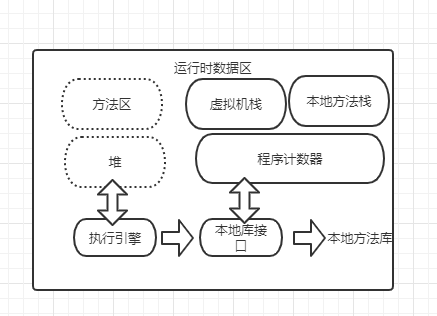 运行时数据区
方法区
虚拟机栈
本地方法栈
堆
程序计数器
执行引擎
本地库接
口
本地方法库